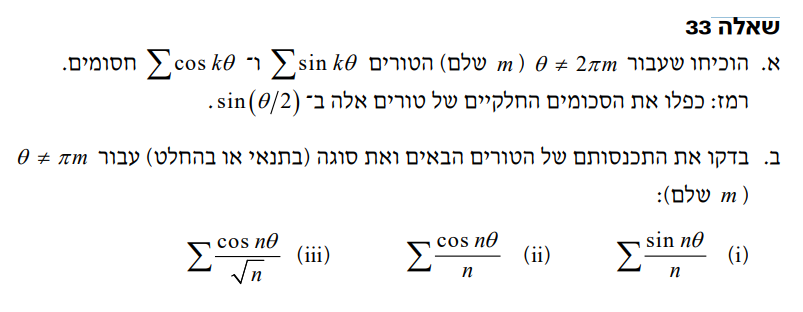 שאלה 33
א. הוכיחו שעבור θ ≠ 2πm ( m שלם) הטורים ∑ sin kθ ו־ ∑ cos kθ חסומים.
רמז: כפלו את הסכומים החלקיים של טורים אלה ב־ sin(θ/2).
ב. בדקו את התכנסותם של הטורים הבאים ואת סוגה (בתנאי או בהחלט) עבור θ ≠ πm
( m שלם):
(i) ∑ sin nθ / n (ii) ∑ cos nθ / n (iii) ∑ cos nθ / √n